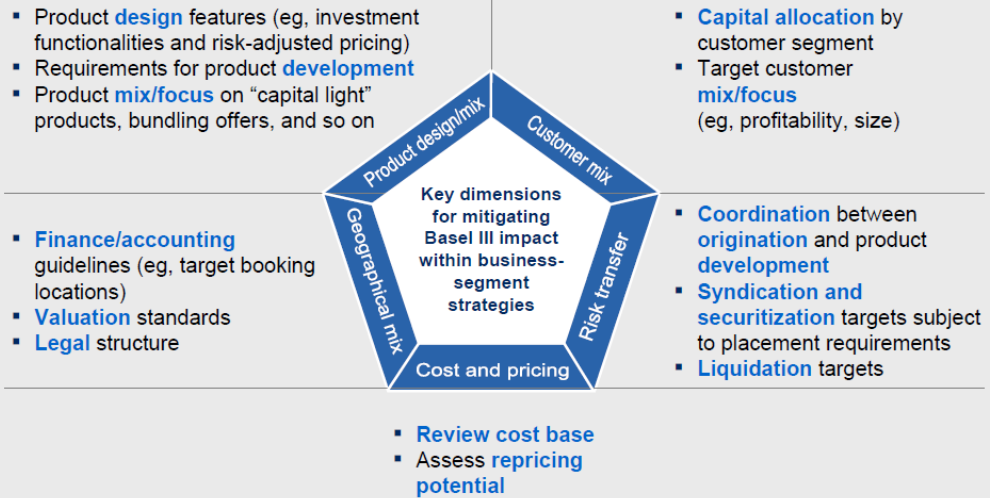 ▪ Product design features (eg, investment
functionalities and risk-adjusted pricing)
▪ Requirements for product development
▪ Product mix/focus on “capital light”
products, bundling offers, and so on
▪ Capital allocation by
customer segment
▪ Target customer
mix/focus
(eg, profitability, size)
Product design/mix
Customer mix
Key dimensions
for mitigating
Basel III impact
within business-
segment
strategies
Geographical mix
Risk transfer
Cost and pricing
▪ Finance/accounting
guidelines (eg, target booking
locations)
▪ Valuation standards
▪ Legal structure
▪ Coordination between
origination and product
development
▪ Syndication and
securitization targets subject
to placement requirements
▪ Liquidation targets
▪ Review cost base
▪ Assess repricing
potential